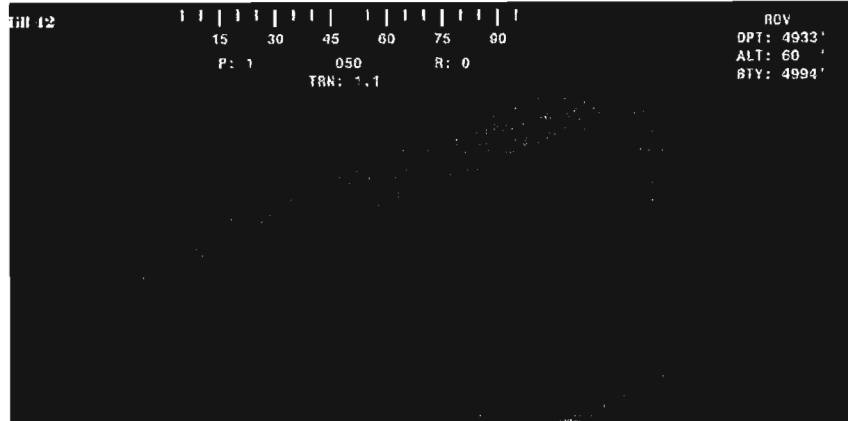 ROV
15 30 45 60 75 90
DPT: 4933'
P: 1 050 R: 0
ALT: 60 '
TRN: 1.1
BTY: 4994'